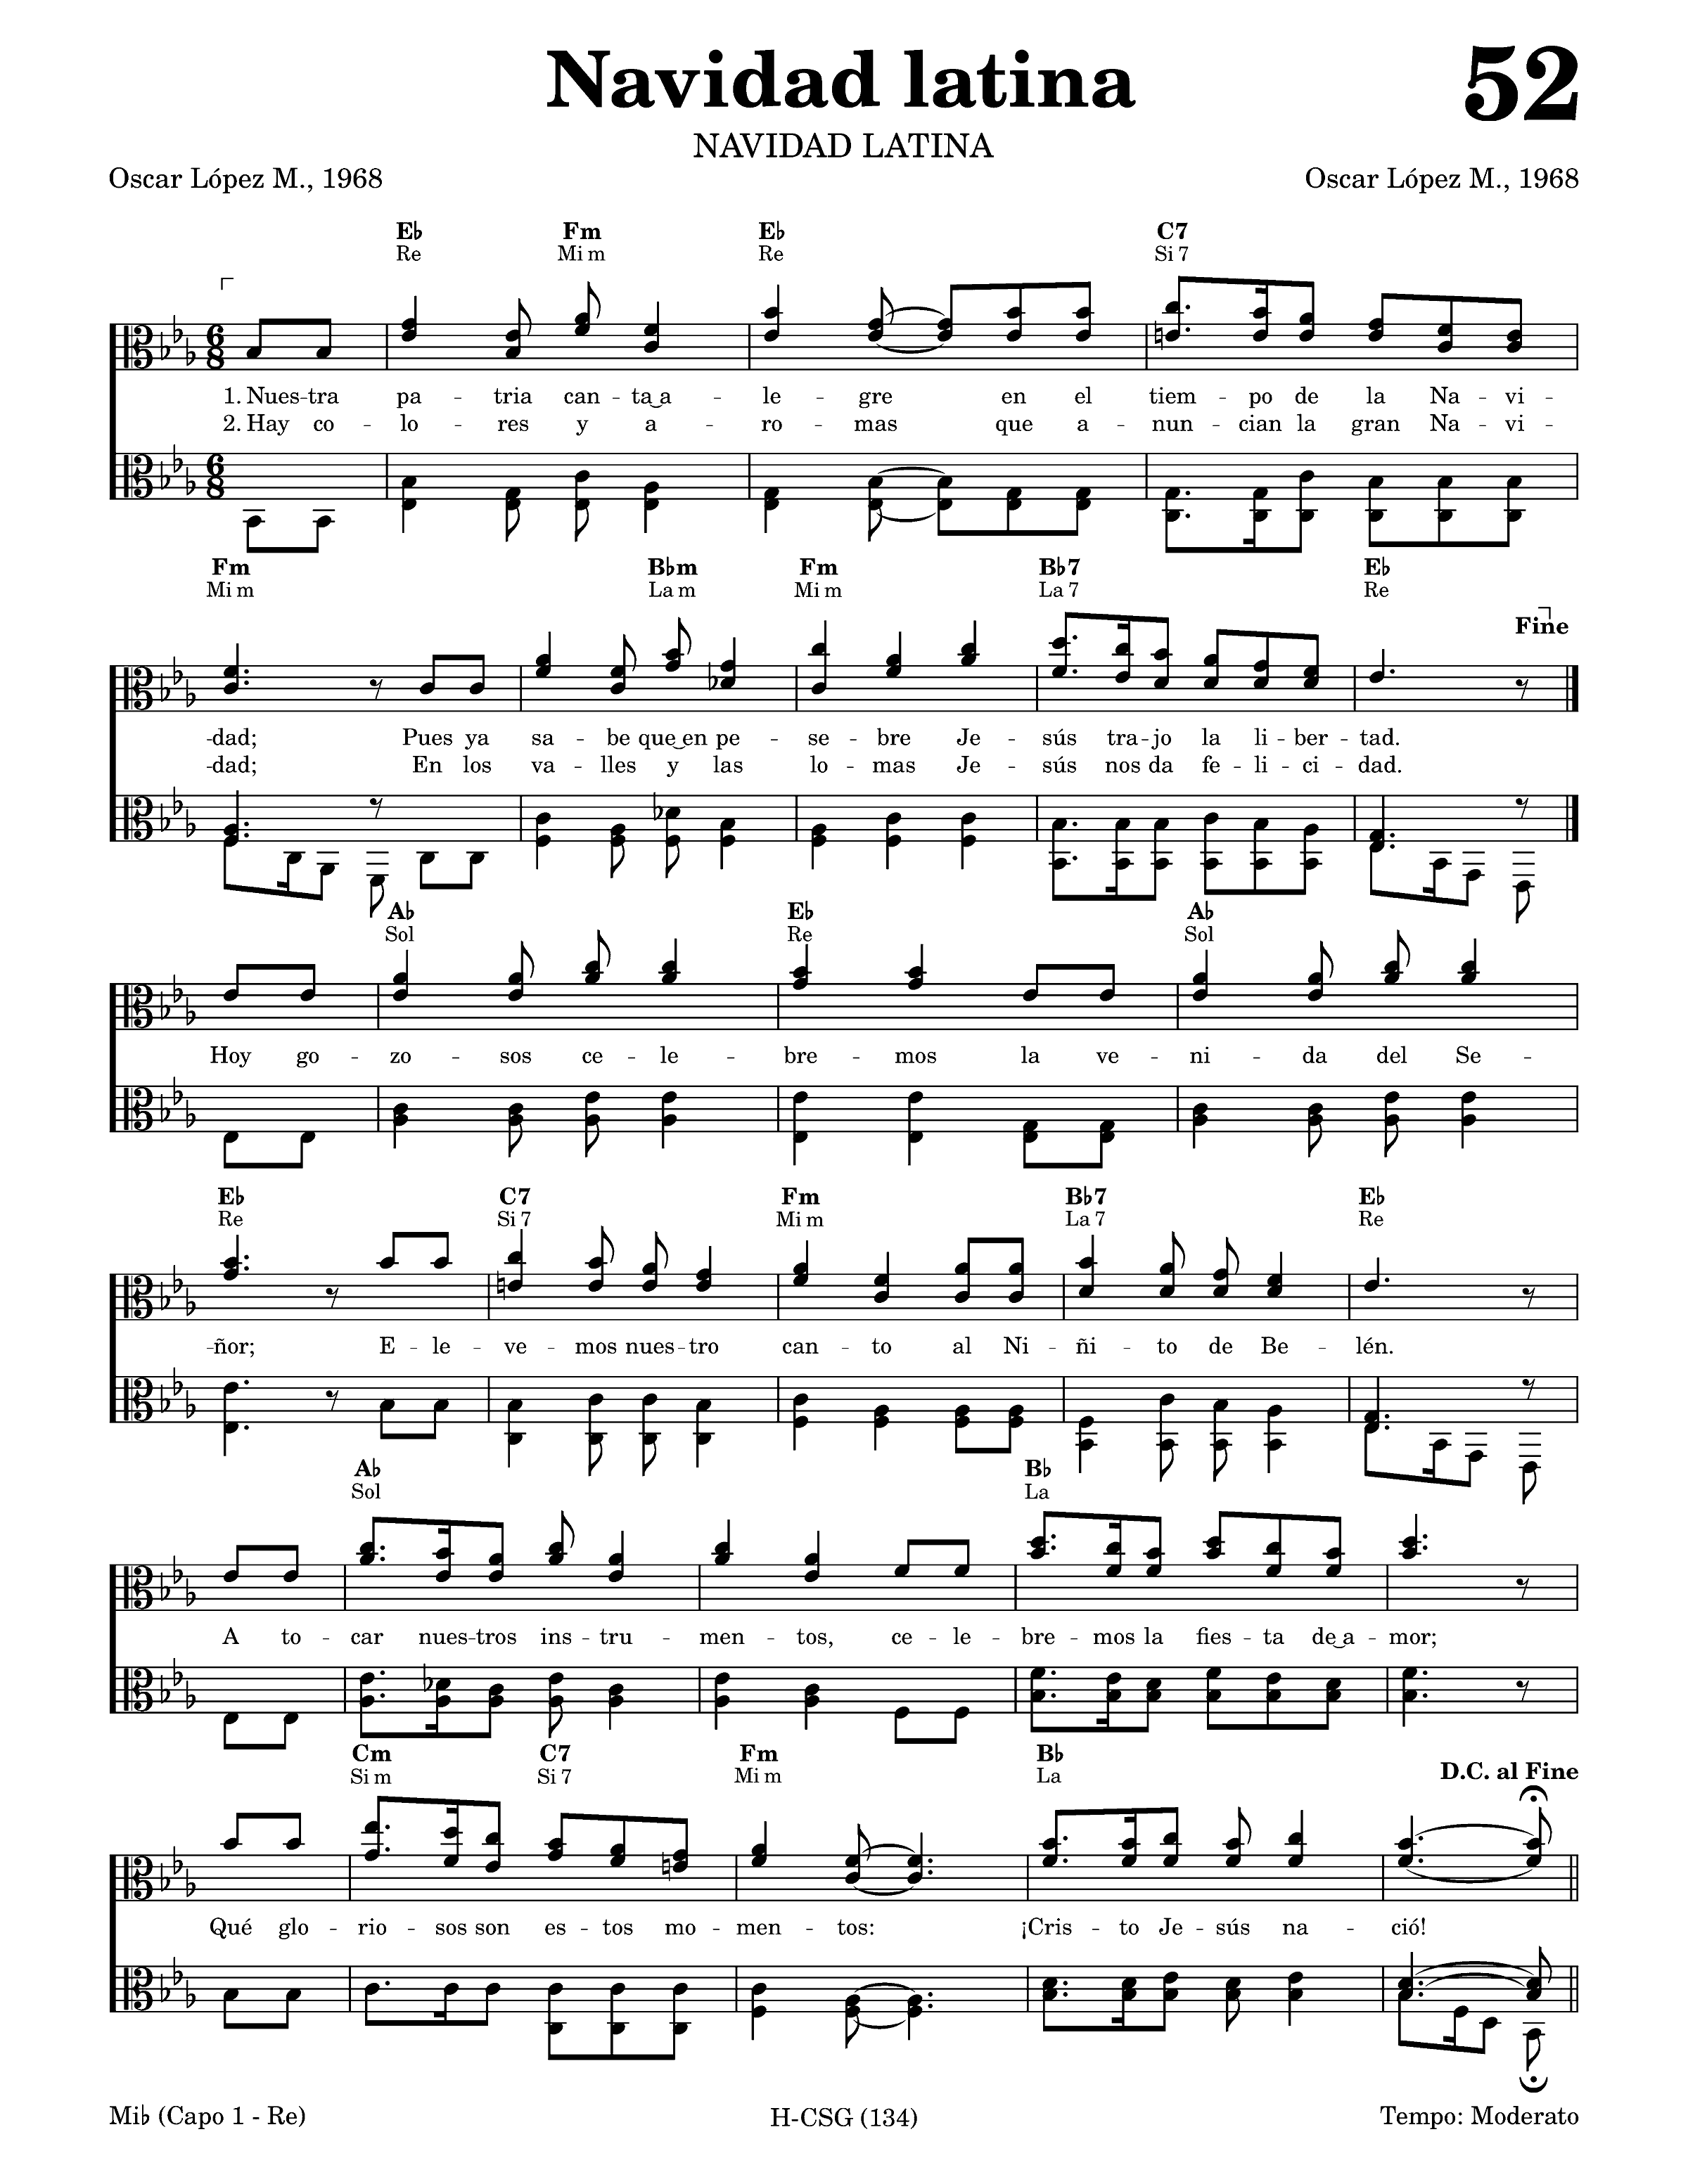 Navidad latina
52
NAVIDAD LATINA
Oscar López M., 1968
Oscar López M., 1968
E♭ Fm E♭ C7
Re Mi m Re Si 7
6 8
1. Nues -- tra pa -- tria can -- ta‿a -- le -- gre en el tiem -- po de la Na -- vi --
2. Hay co -- lo -- res y a -- ro -- mas que a -- nun -- cian la gran Na -- vi --
6 8
Fm B♭m Fm B♭7 E♭
Mi m La m Mi m La 7 Re
Fine
-- dad; Pues ya sa -- be que‿en pe -- se -- bre Je -- sús tra -- jo la li -- ber -- tad.
-- dad; En los va -- lles y las lo -- mas Je -- sús nos da fe -- li -- ci -- dad.
A♭ E♭ A♭
Sol Re Sol
Hoy go -- zo -- sos ce -- le -- bre -- mos la ve -- ni -- da del Se --
E♭ C7 Fm B♭7 E♭
Re Si 7 Mi m La 7 Re
-- ñor; E -- le -- ve -- mos nues -- tro can -- to al Ni -- ñi -- to de Be -- lén.
A♭ B♭
Sol La
A to -- car nues -- tros ins -- tru -- men -- tos, ce -- le -- bre -- mos la fies -- ta de‿a -- mor;
Cm C7 Fm B♭
Si m Si 7 Mi m La
D.C. al Fine
Qué glo -- rio -- sos son es -- tos mo -- men -- tos: ¡Cris -- to Je -- sús na -- ció!
Mi♭ (Capo 1 - Re)
H-CSG (134)
Tempo: Moderato